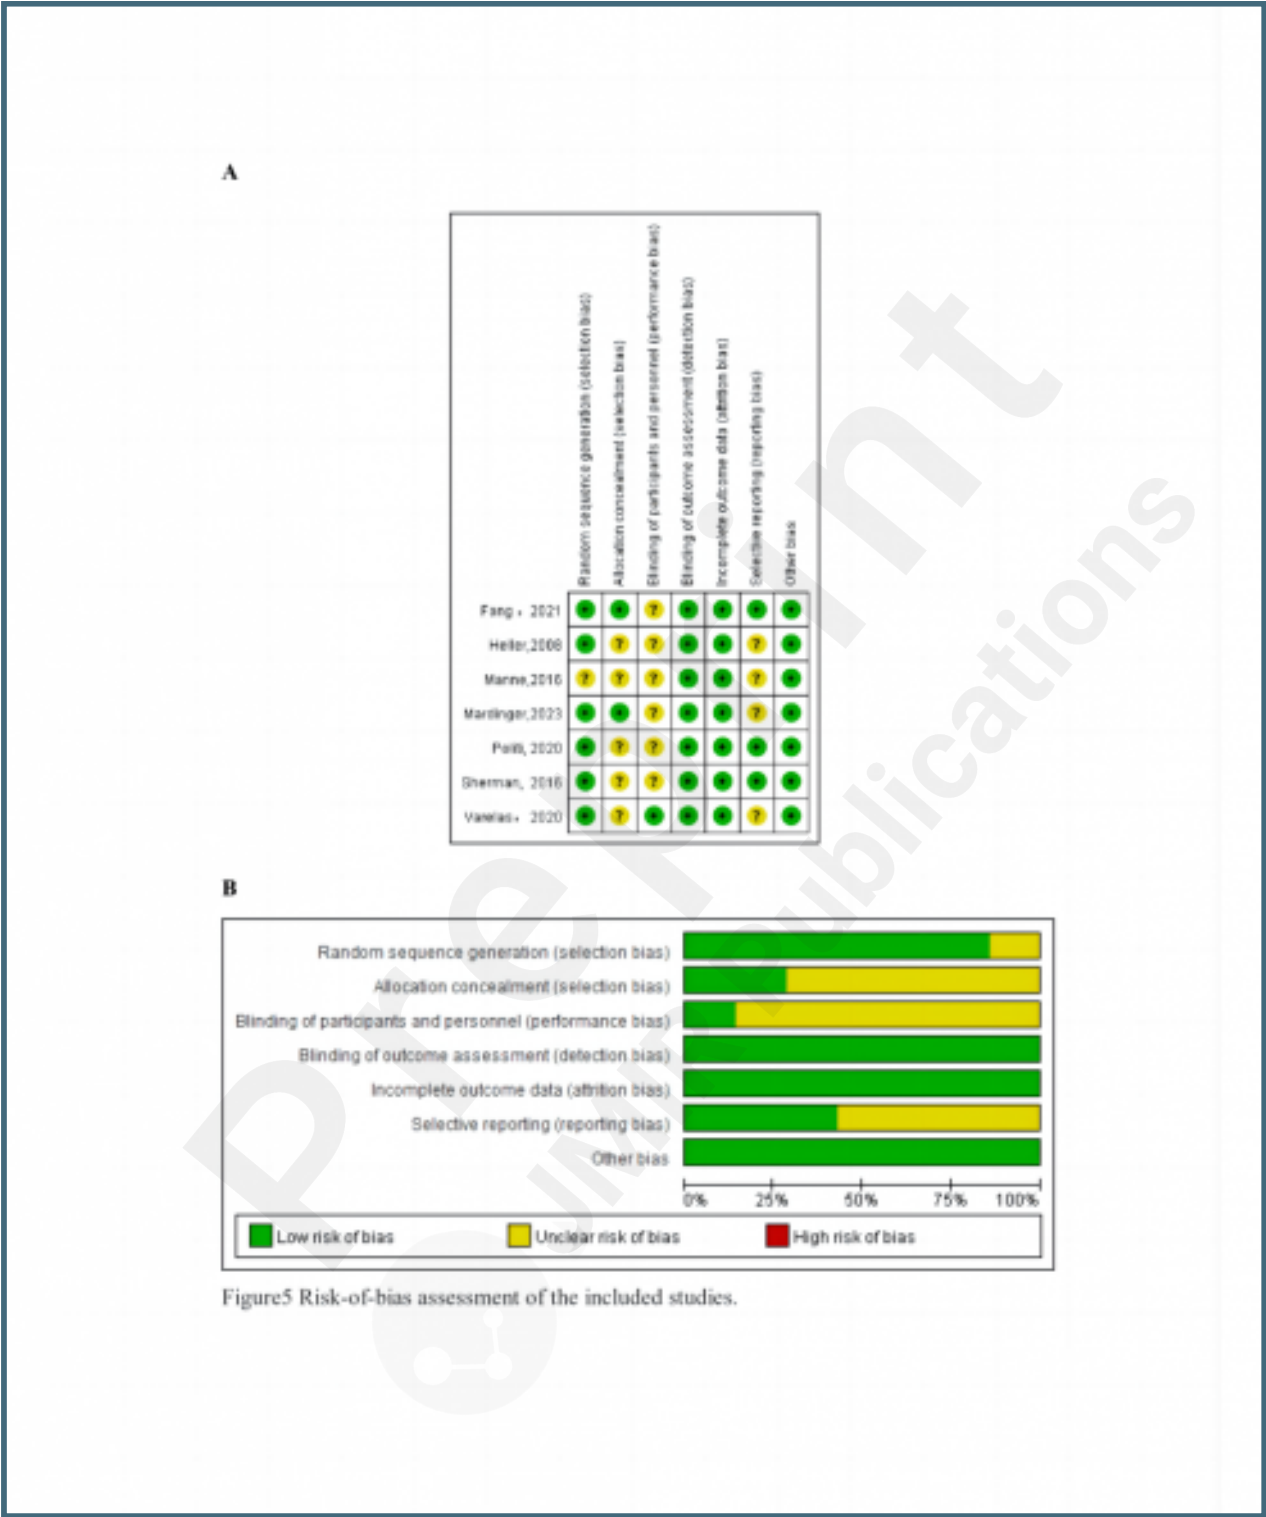 A
Random sequence generation (selection bias)
Allocation concealment (selection bias)
Blinding of participants and personnel (performance bias)
Blinding of outcome assessment (detection bias)
Incomplete outcome data (attrition bias)
Selective reporting (reporting bias)
Other bias
Fang，2021 + + ? + + + +
Heller,2008 + ? ? + + ? +
Manne,2016 ? ? ? + + ? +
Mardinger,2023 + + ? + + ? +
Politi, 2020 + ? ? + + + +
Sherman, 2016 + ? ? + + + +
Varelas，2020 + ? + + + ? +
B
Random sequence generation (selection bias)
Allocation concealment (selection bias)
Blinding of participants and personnel (performance bias)
Blinding of outcome assessment (detection bias)
Incomplete outcome data (attrition bias)
Selective reporting (reporting bias)
Other bias
0% 25% 50% 75% 100%
Low risk of bias Unclear risk of bias High risk of bias
Figure5 Risk-of-bias assessment of the included studies.
Preprint
JMIR Publications